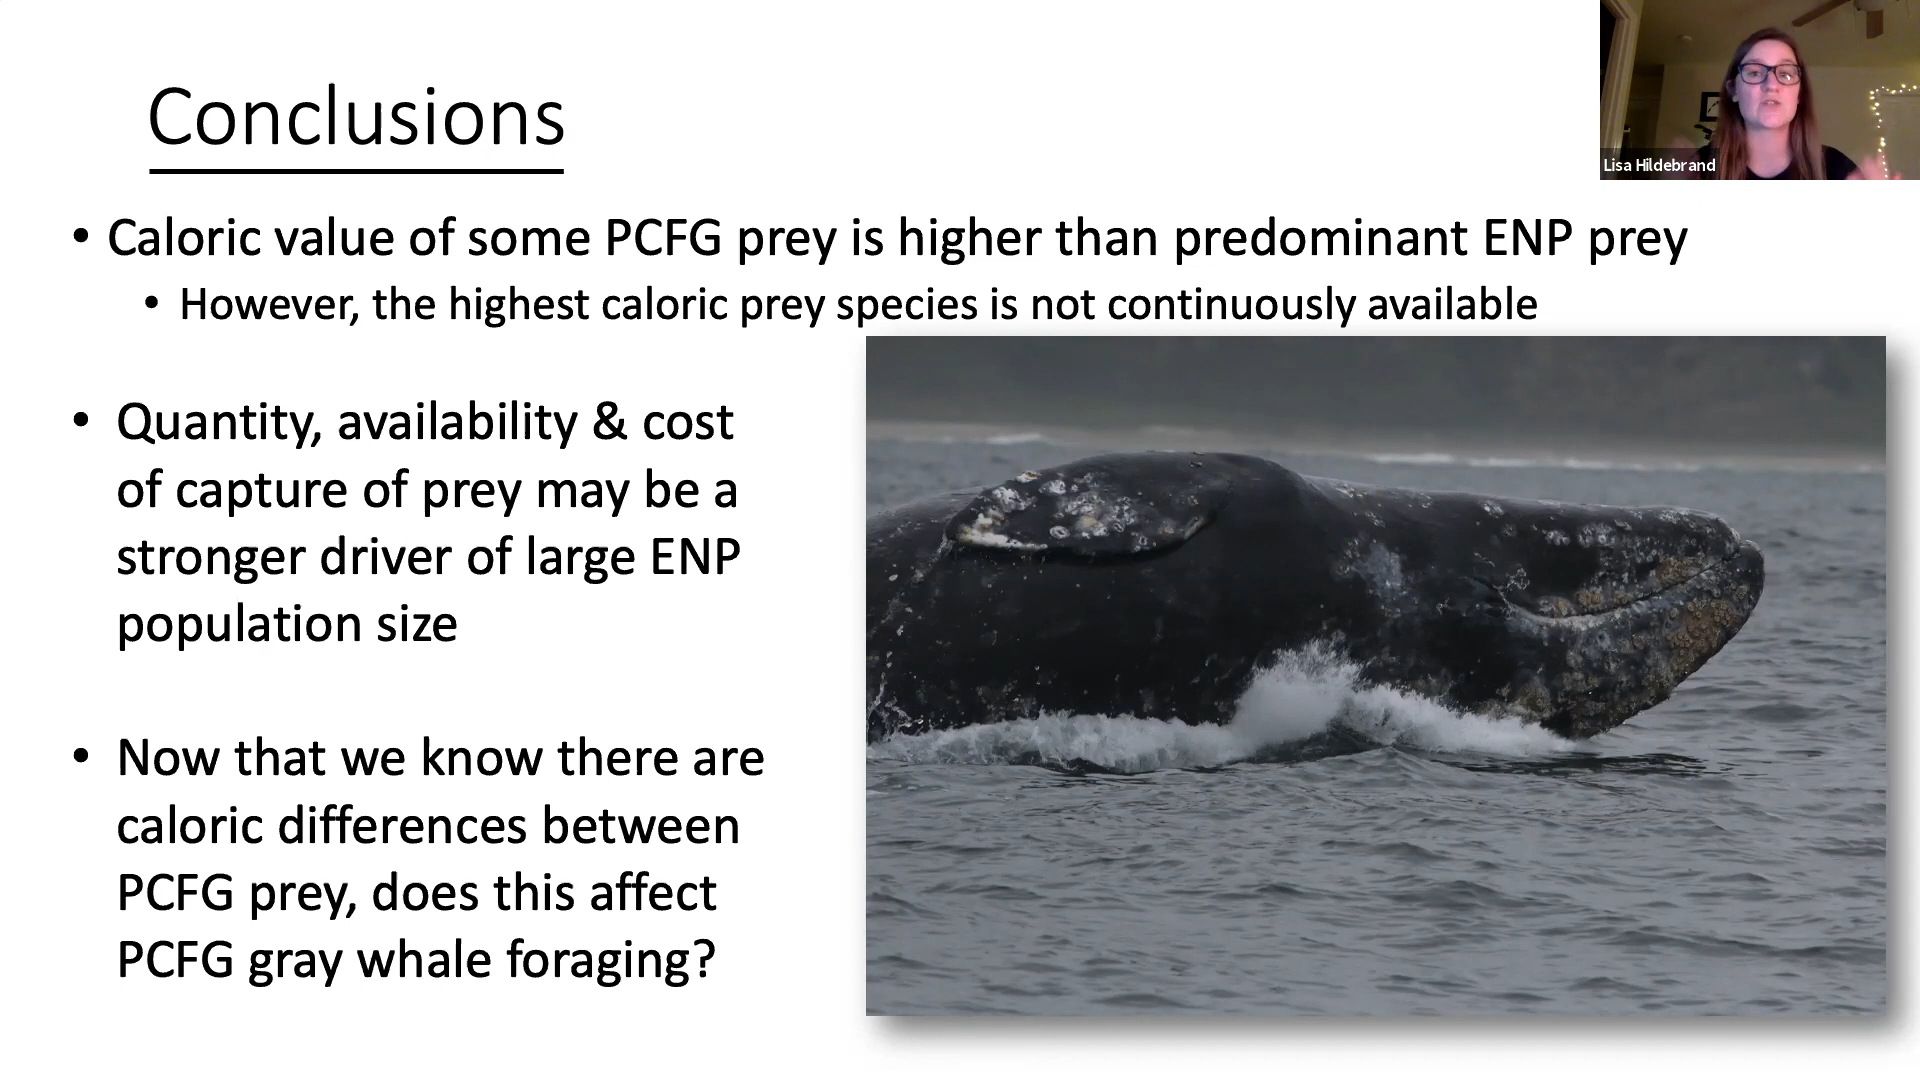 Conclusions
Lisa Hildebrand
• Caloric value of some PCFG prey is higher than predominant ENP prey
• However, the highest caloric prey species is not continuously available
• Quantity, availability & cost
of capture of prey may be a
stronger driver of large ENP
population size
• Now that we know there are
caloric differences between
PCFG prey, does this affect
PCFG gray whale foraging?